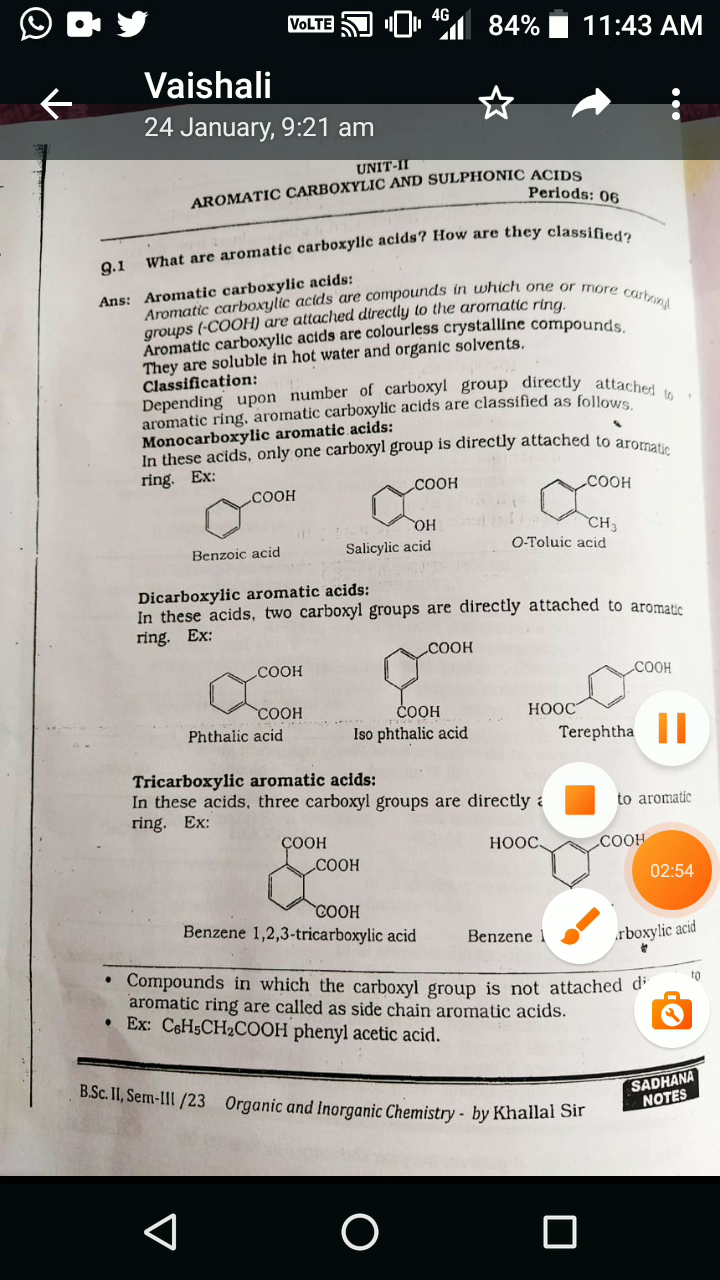 VoLTE 4G 84% 11:43 AM
Vaishali
24 January, 9:21 am
UNIT-II
AROMATIC CARBOXYLIC AND SULPHONIC ACIDS
Periods: 06
Q.1 What are aromatic carboxylic acids? How are they classified?
Ans: Aromatic carboxylic acids:
Aromatic carboxylic acids are compounds in which one or more carboxyl
groups (-COOH) are attached directly to the aromatic ring.
Aromatic carboxylic acids are colourless crystalline compounds.
They are soluble in hot water and organic solvents.
Classification:
Depending upon number of carboxyl group directly attached to
aromatic ring, aromatic carboxylic acids are classified as follows.
Monocarboxylic aromatic acids:
In these acids, only one carboxyl group is directly attached to aromatic
ring. Ex:
COOH COOH COOH
OH CH₃
Benzoic acid Salicylic acid O-Toluic acid
Dicarboxylic aromatic acids:
In these acids, two carboxyl groups are directly attached to aromatic
ring. Ex:
COOH COOH COOH
COOH COOH HOOC
Phthalic acid Iso phthalic acid Terephtha
Tricarboxylic aromatic acids:
In these acids, three carboxyl groups are directly to aromatic
ring. Ex:
COOH HOOC COOH
COOH
COOH
02:54
Benzene 1,2,3-tricarboxylic acid Benzene rboxylic acid
• Compounds in which the carboxyl group is not attached di to
aromatic ring are called as side chain aromatic acids.
• Ex: C₆H₅CH₂COOH phenyl acetic acid.
B.Sc. II, Sem-III /23 Organic and Inorganic Chemistry - by Khallal Sir
SADHANA
NOTES